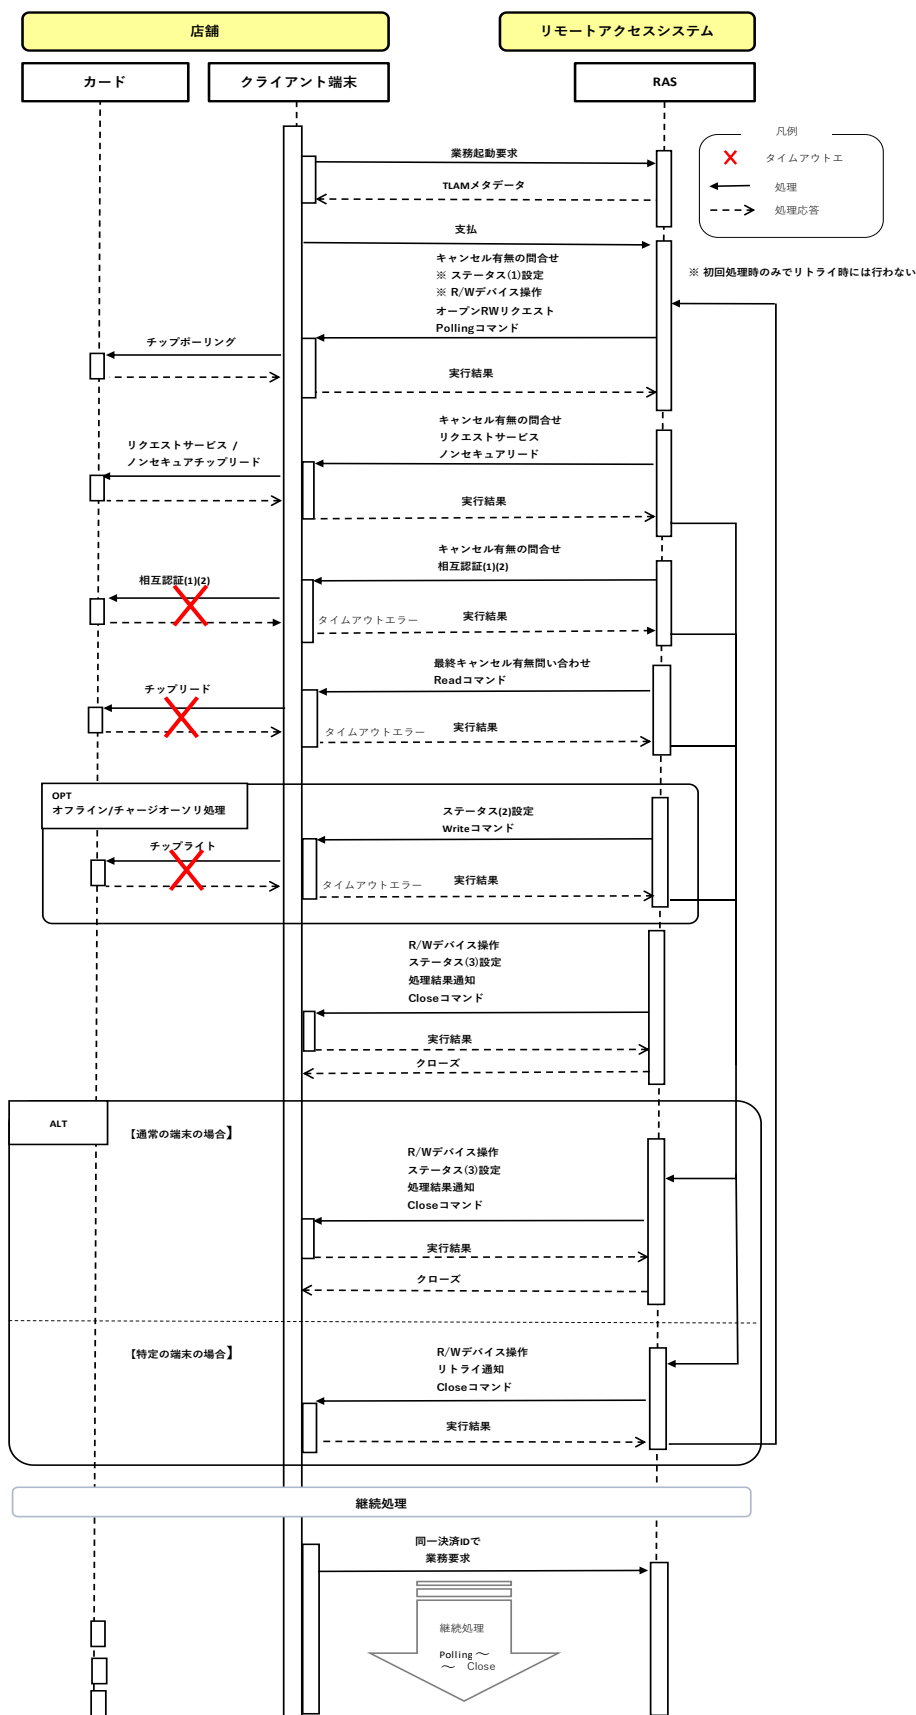 店舗
リモートアクセスシステム
カード
クライアント端末
RAS
凡例
タイムアウトエ
処理
処理応答
業務起動要求
TLAMメタデータ
支払
キャンセル有無の問合せ
※ ステータス(1)設定
※ R/Wデバイス操作
オープンRWリクエスト
Pollingコマンド
※ 初回処理時のみでリトライ時には行わない
チップポーリング
実行結果
キャンセル有無の問合せ
リクエストサービス
ノンセキュアリード
リクエストサービス /
ノンセキュアチップリード
実行結果
キャンセル有無の問合せ
相互認証(1)(2)
相互認証(1)(2)
タイムアウトエラー
実行結果
最終キャンセル有無問い合わせ
Readコマンド
チップリード
タイムアウトエラー
実行結果
OPT
オフライン/チャージオーソリ処理
ステータス(2)設定
Writeコマンド
チップライト
タイムアウトエラー
実行結果
R/Wデバイス操作
ステータス(3)設定
処理結果通知
Closeコマンド
実行結果
クローズ
ALT
【通常の端末の場合】
R/Wデバイス操作
ステータス(3)設定
処理結果通知
Closeコマンド
実行結果
クローズ
【特定の端末の場合】
R/Wデバイス操作
リトライ通知
Closeコマンド
実行結果
継続処理
同一決済IDで
業務要求
継続処理
Polling ～
～ Close